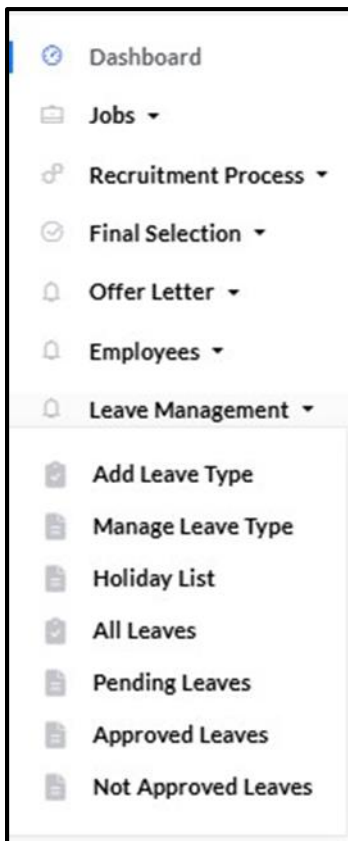 Dashboard
Jobs
Recruitment Process
Final Selection
Offer Letter
Employees
Leave Management
Add Leave Type
Manage Leave Type
Holiday List
All Leaves
Pending Leaves
Approved Leaves
Not Approved Leaves